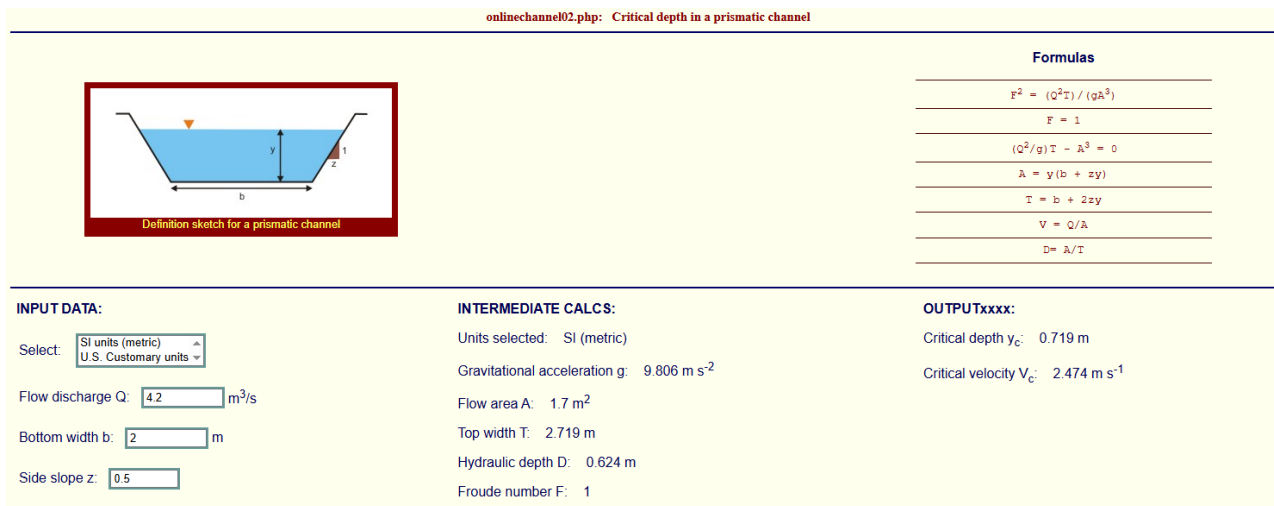 onlinechannel02.php: Critical depth in a prismatic channel
Formulas
F² = (Q²T)/(gA³)
F = 1
(Q²/g)T - A³ = 0
A = y(b + zy)
T = b + 2zy
V = Q/A
D= A/T
y
1
z
b
Definition sketch for a prismatic channel
INPUT DATA:
Select: SI units (metric)
U.S. Customary units
Flow discharge Q: 4.2 m³/s
Bottom width b: 2 m
Side slope z: 0.5
INTERMEDIATE CALCS:
Units selected: SI (metric)
Gravitational acceleration g: 9.806 m s⁻²
Flow area A: 1.7 m²
Top width T: 2.719 m
Hydraulic depth D: 0.624 m
Froude number F: 1
OUTPUTxxxx:
Critical depth y꜀: 0.719 m
Critical velocity V꜀: 2.474 m s⁻¹